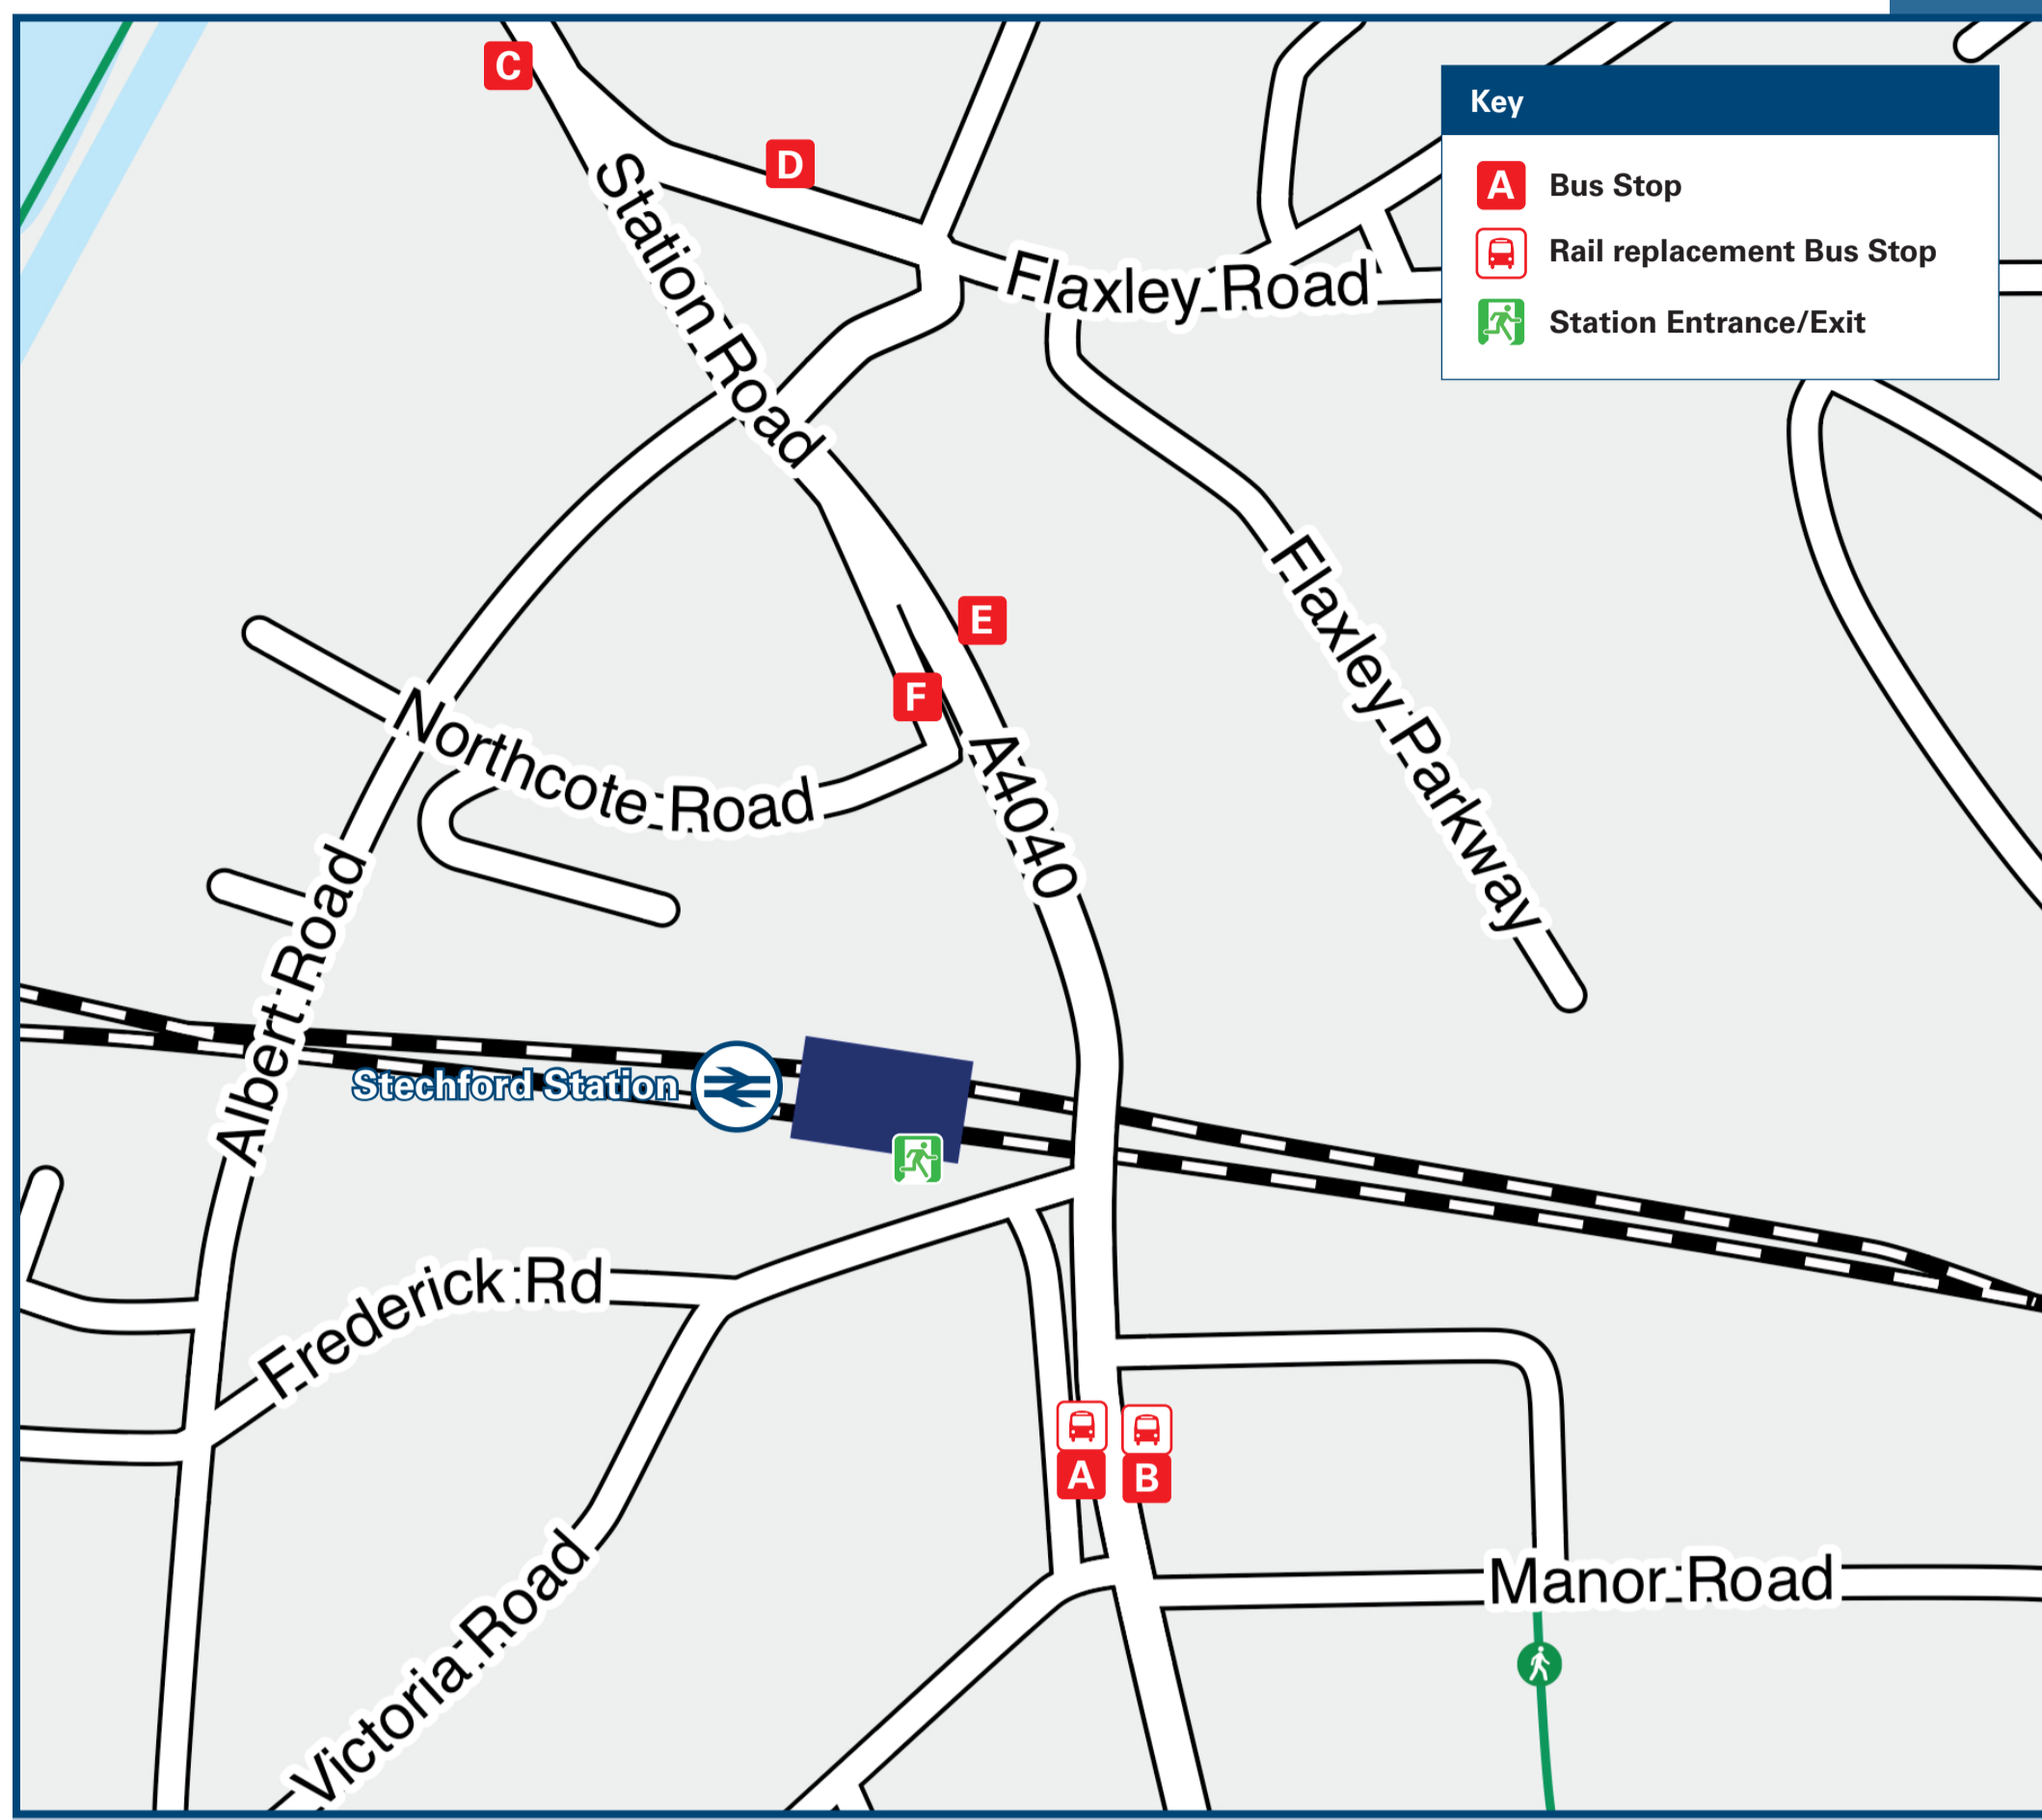 C
D
Key
A Bus Stop
Rail replacement Bus Stop
Station Entrance/Exit
Station Road
Flaxley Road
E
F
Flaxley Parkway
Northcote Road
A4040
Albert Road
Stechford Station
Frederick Rd
A
B
Manor Road
Victoria Road